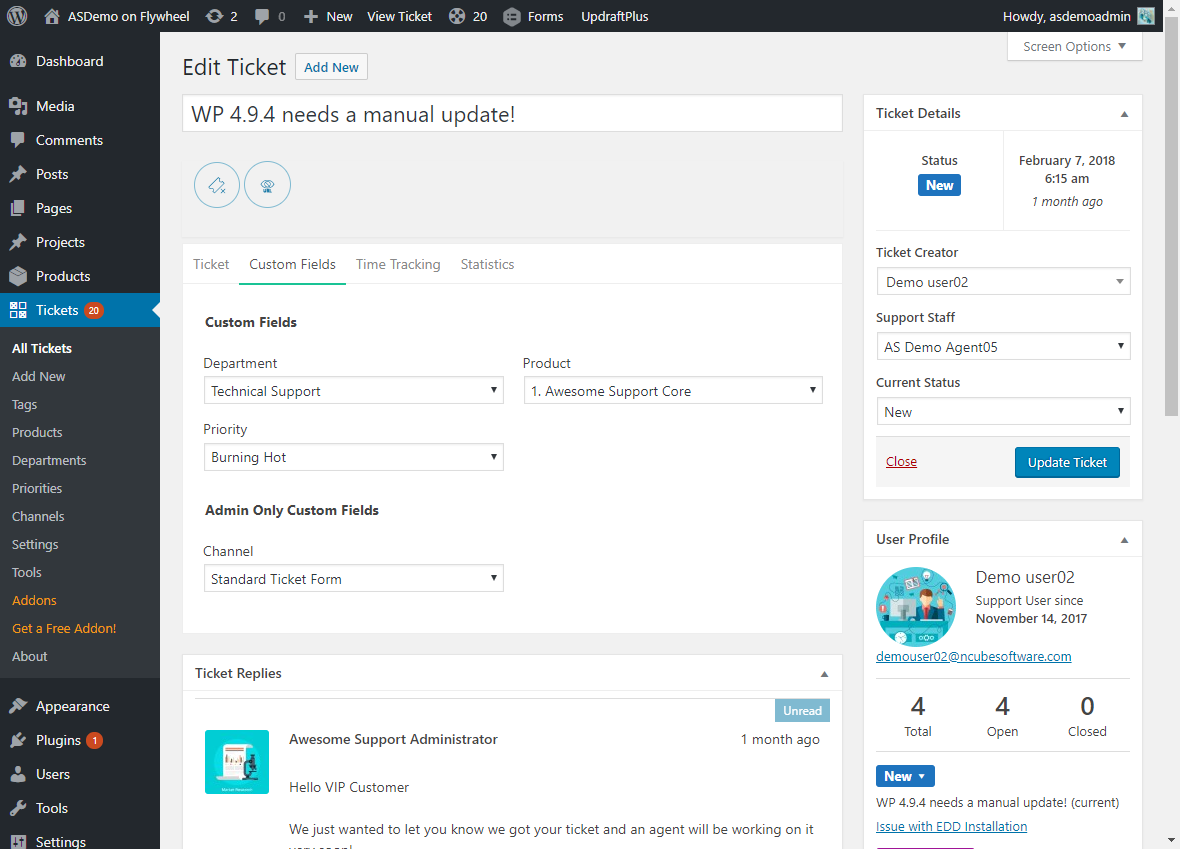 ASDemo on Flywheel 2 0 New View Ticket 20 Forms UpdraftPlus Howdy, asdemoadmin
Dashboard
Media
Comments
Posts
Pages
Projects
Products
Tickets 20
All Tickets
Add New
Tags
Products
Departments
Priorities
Channels
Settings
Tools
Addons
Get a Free Addon!
About
Appearance
Plugins 1
Users
Tools
Settings
Screen Options
Edit Ticket Add New
WP 4.9.4 needs a manual update!
Ticket Custom Fields Time Tracking Statistics
Custom Fields
Department Product
Technical Support 1. Awesome Support Core
Priority
Burning Hot
Admin Only Custom Fields
Channel
Standard Ticket Form
Ticket Replies
Unread
Awesome Support Administrator 1 month ago
Hello VIP Customer
We just wanted to let you know we got your ticket and an agent will be working on it
very soon!
Ticket Details
Status
New
February 7, 2018
6:15 am
1 month ago
Ticket Creator
Demo user02
Support Staff
AS Demo Agent05
Current Status
New
Close Update Ticket
User Profile
Demo user02
Support User since
November 14, 2017
demouser02@ncubesoftware.com
4 4 0
Total Open Closed
New
WP 4.9.4 needs a manual update! (current)
Issue with EDD Installation